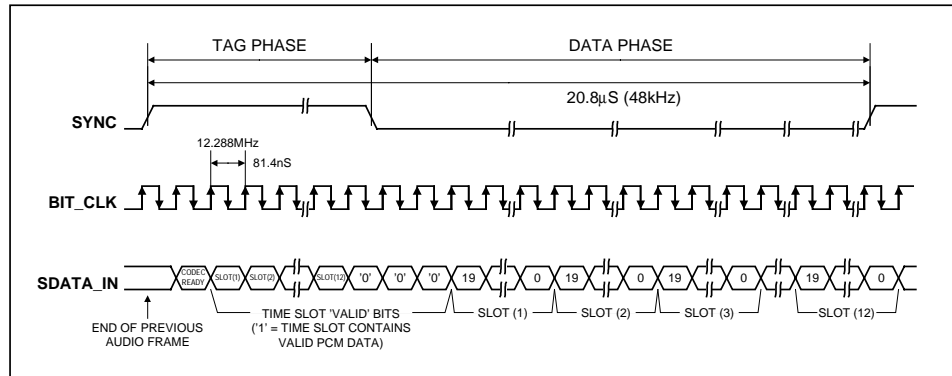 TAG PHASE DATA PHASE
20.8µS (48kHz)
SYNC
12.288MHz
81.4nS
BIT_CLK
SDATA_IN
CODEC READY SLOT(1) SLOT(2) SLOT(12) '0' '0' '0' 19 0 19 0 19 0 19 0
END OF PREVIOUS
AUDIO FRAME
TIME SLOT 'VALID' BITS
('1' = TIME SLOT CONTAINS
VALID PCM DATA)
SLOT (1) SLOT (2) SLOT (3) SLOT (12)